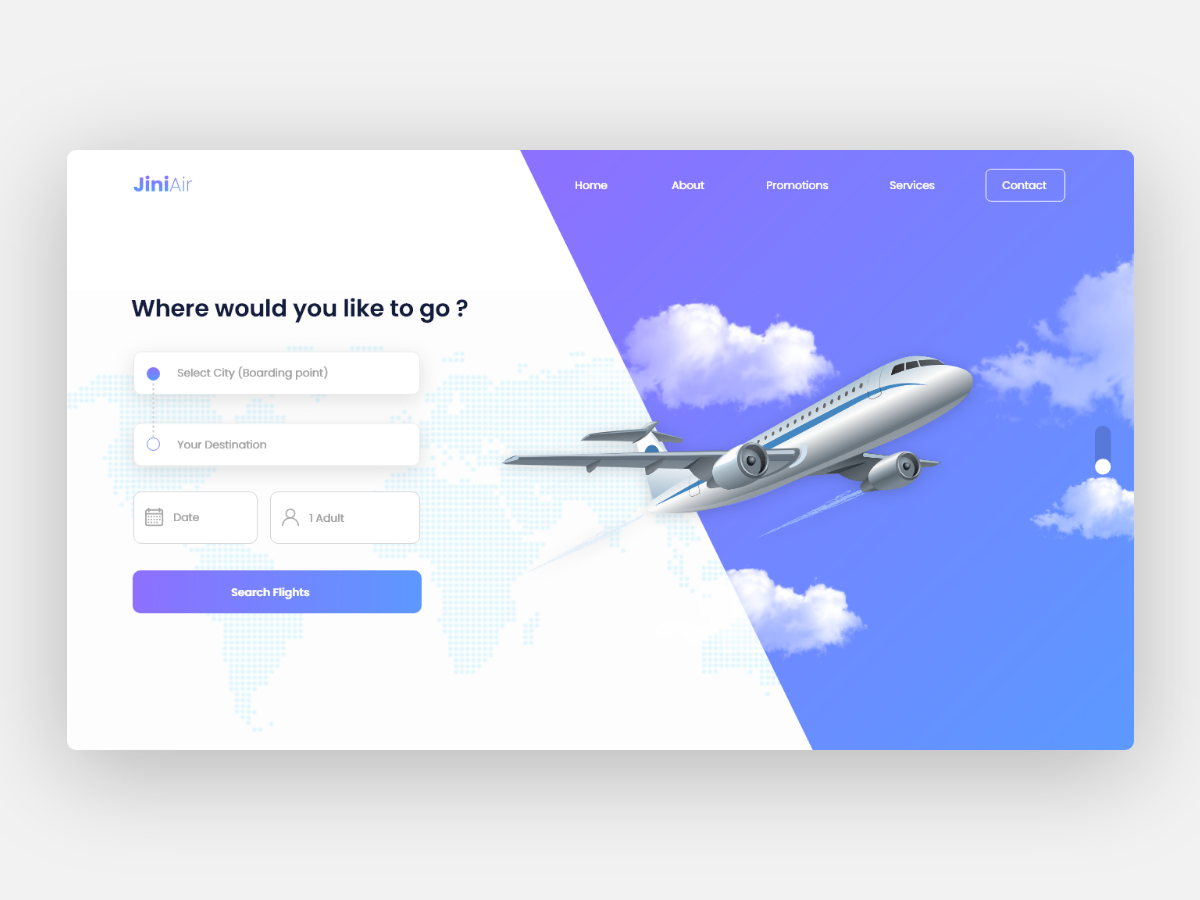 JiniAir
Home
About
Promotions
Services
Contact
Where would you like to go ?
Select City (Boarding point)
Your Destination
Date
1 Adult
Search Flights